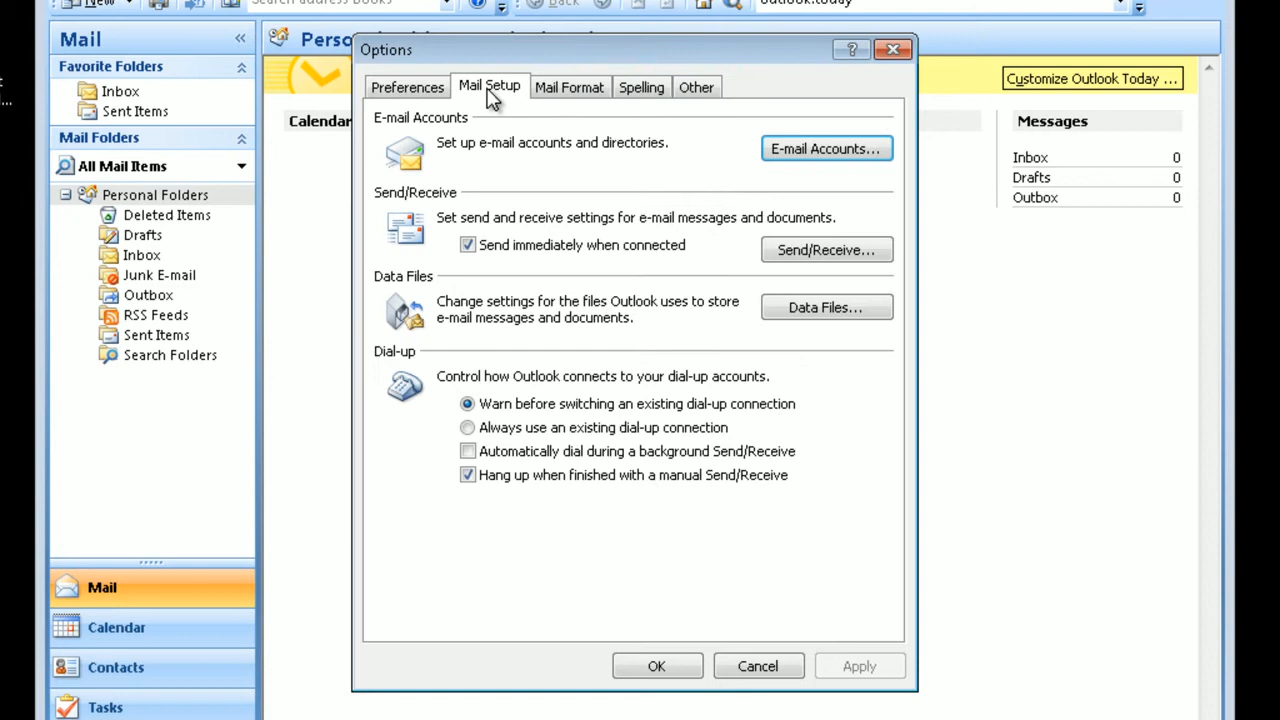 New
Search Address Books
Back
outlook:today
Mail
Favorite Folders
Inbox
Sent Items
Mail Folders
All Mail Items
Personal Folders
Deleted Items
Drafts
Inbox
Junk E-mail
Outbox
RSS Feeds
Sent Items
Search Folders
Mail
Calendar
Contacts
Tasks
Customize Outlook Today ...
Calendar
Messages
Inbox 0
Drafts 0
Outbox 0
Options
Preferences Mail Setup Mail Format Spelling Other
E-mail Accounts
Set up e-mail accounts and directories.
E-mail Accounts...
Send/Receive
Set send and receive settings for e-mail messages and documents.
Send immediately when connected
Send/Receive...
Data Files
Change settings for the files Outlook uses to store
e-mail messages and documents.
Data Files...
Dial-up
Control how Outlook connects to your dial-up accounts.
Warn before switching an existing dial-up connection
Always use an existing dial-up connection
Automatically dial during a background Send/Receive
Hang up when finished with a manual Send/Receive
OK Cancel Apply